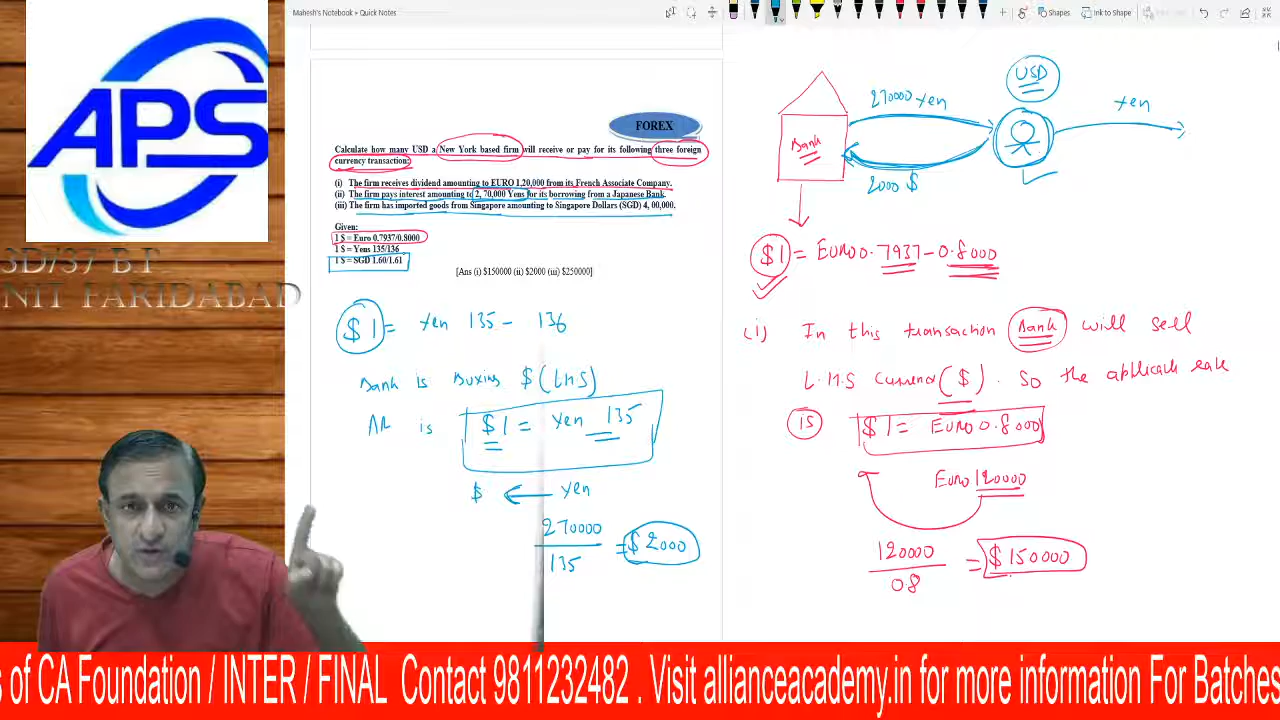 Mahesh's Notebook » Quick Notes
Shapes
Ink to Shape
APS
3D/37 B.P.
NIT FARIDABAD
FOREX
Calculate how many USD a New York based firm will receive or pay for its following three foreign
currency transaction:
(i) The firm receives dividend amounting to EURO 1,20,000 from its French Associate Company.
(ii) The firm pays interest amounting to 2, 70,000 Yens for its borrowing from a Japanese Bank.
(iii) The firm has imported goods from Singapore amounting to Singapore Dollars (SGD) 4, 00,000.
Given:
1 $ = Euro 0.7937/0.8000
1 $ = Yens 135/136
1 $ = SGD 1.60/1.61
[Ans (i) $150000 (ii) $2000 (iii) $250000]
$ 1 = Yen 135 - 136
Bank is Buying $ (LHS)
AR is $ 1 = Yen 135
$ ← Yen
270000
135
= $ 2000
USD
270000 Yen
Yen
Bank
2000 $
$1 = EURO 0.7937 - 0.8000
(i) In this transaction Bank will sell
L.H.S currency ($). So the applicable rate
is $ 1 = EURO 0.8000
Euro 120000
120000
0.8
= $ 150000
s of CA Foundation / INTER / FINAL Contact 9811232482 . Visit allianceacademy.in for more information For Batches